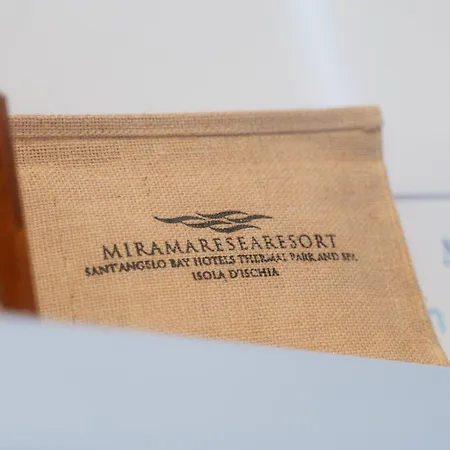 MIRAMARESEARESORT
SANT'ANGELO BAY HOTELS THERMAL PARK AND SPA
ISOLA D'ISCHIA